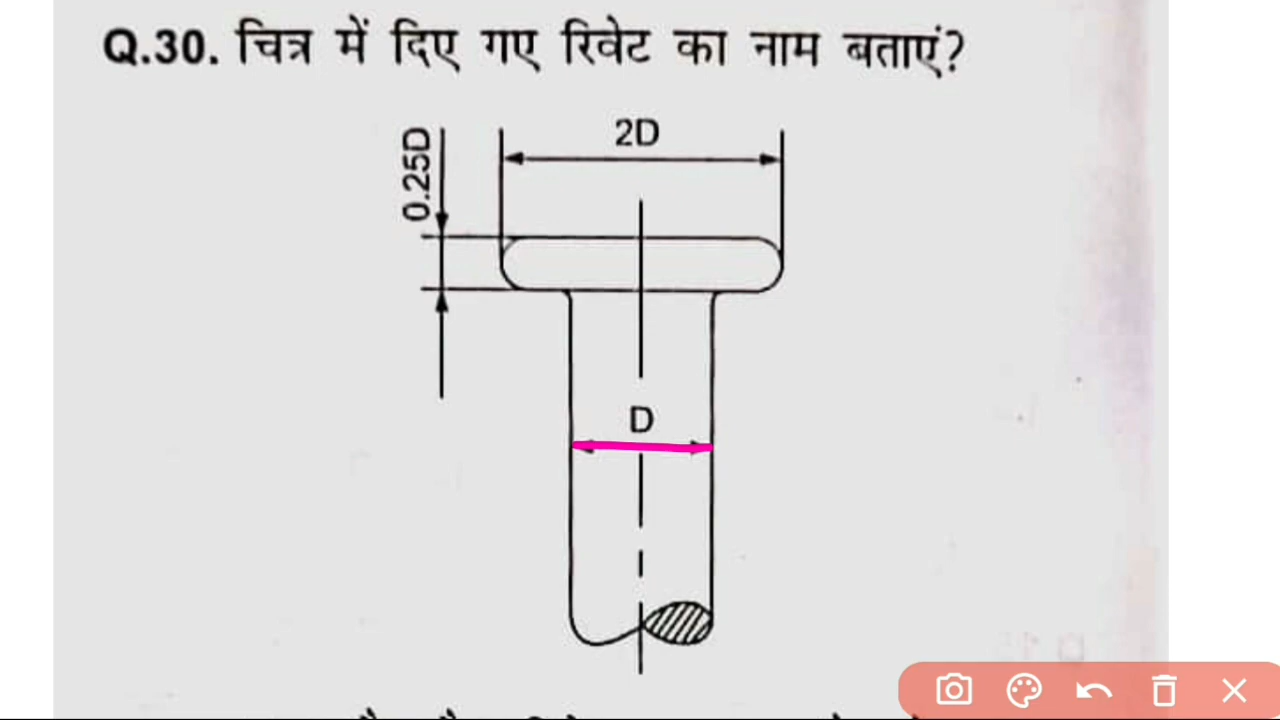 Q.30. चित्र में दिए गए रिवेट का नाम बताएं?
2D
0.25D
D